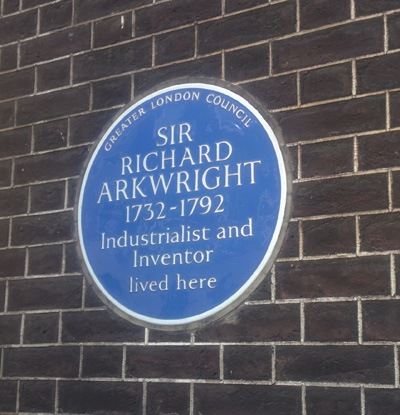 GREATER LONDON COUNCIL
SIR
RICHARD
ARKWRIGHT
1732-1792
Industrialist and
Inventor
lived here